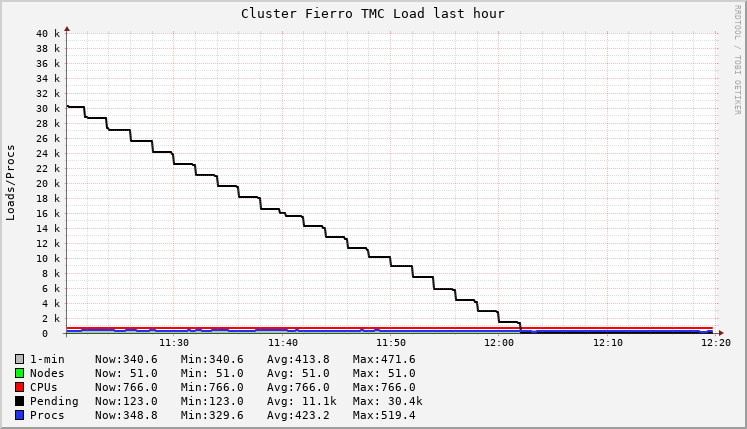 Cluster Fierro TMC Load last hour
RRDTOOL / TOBI OETIKER
Loads/Procs
40 k
38 k
36 k
34 k
32 k
30 k
28 k
26 k
24 k
22 k
20 k
18 k
16 k
14 k
12 k
10 k
8 k
6 k
4 k
2 k
0
11:30 11:40 11:50 12:00 12:10 12:20
1-min Now:340.6 Min:340.6 Avg:413.8 Max:471.6
Nodes Now: 51.0 Min: 51.0 Avg: 51.0 Max: 51.0
CPUs Now:766.0 Min:766.0 Avg:766.0 Max:766.0
Pending Now:123.0 Min:123.0 Avg: 11.1k Max: 30.4k
Procs Now:348.8 Min:329.6 Avg:423.2 Max:519.4